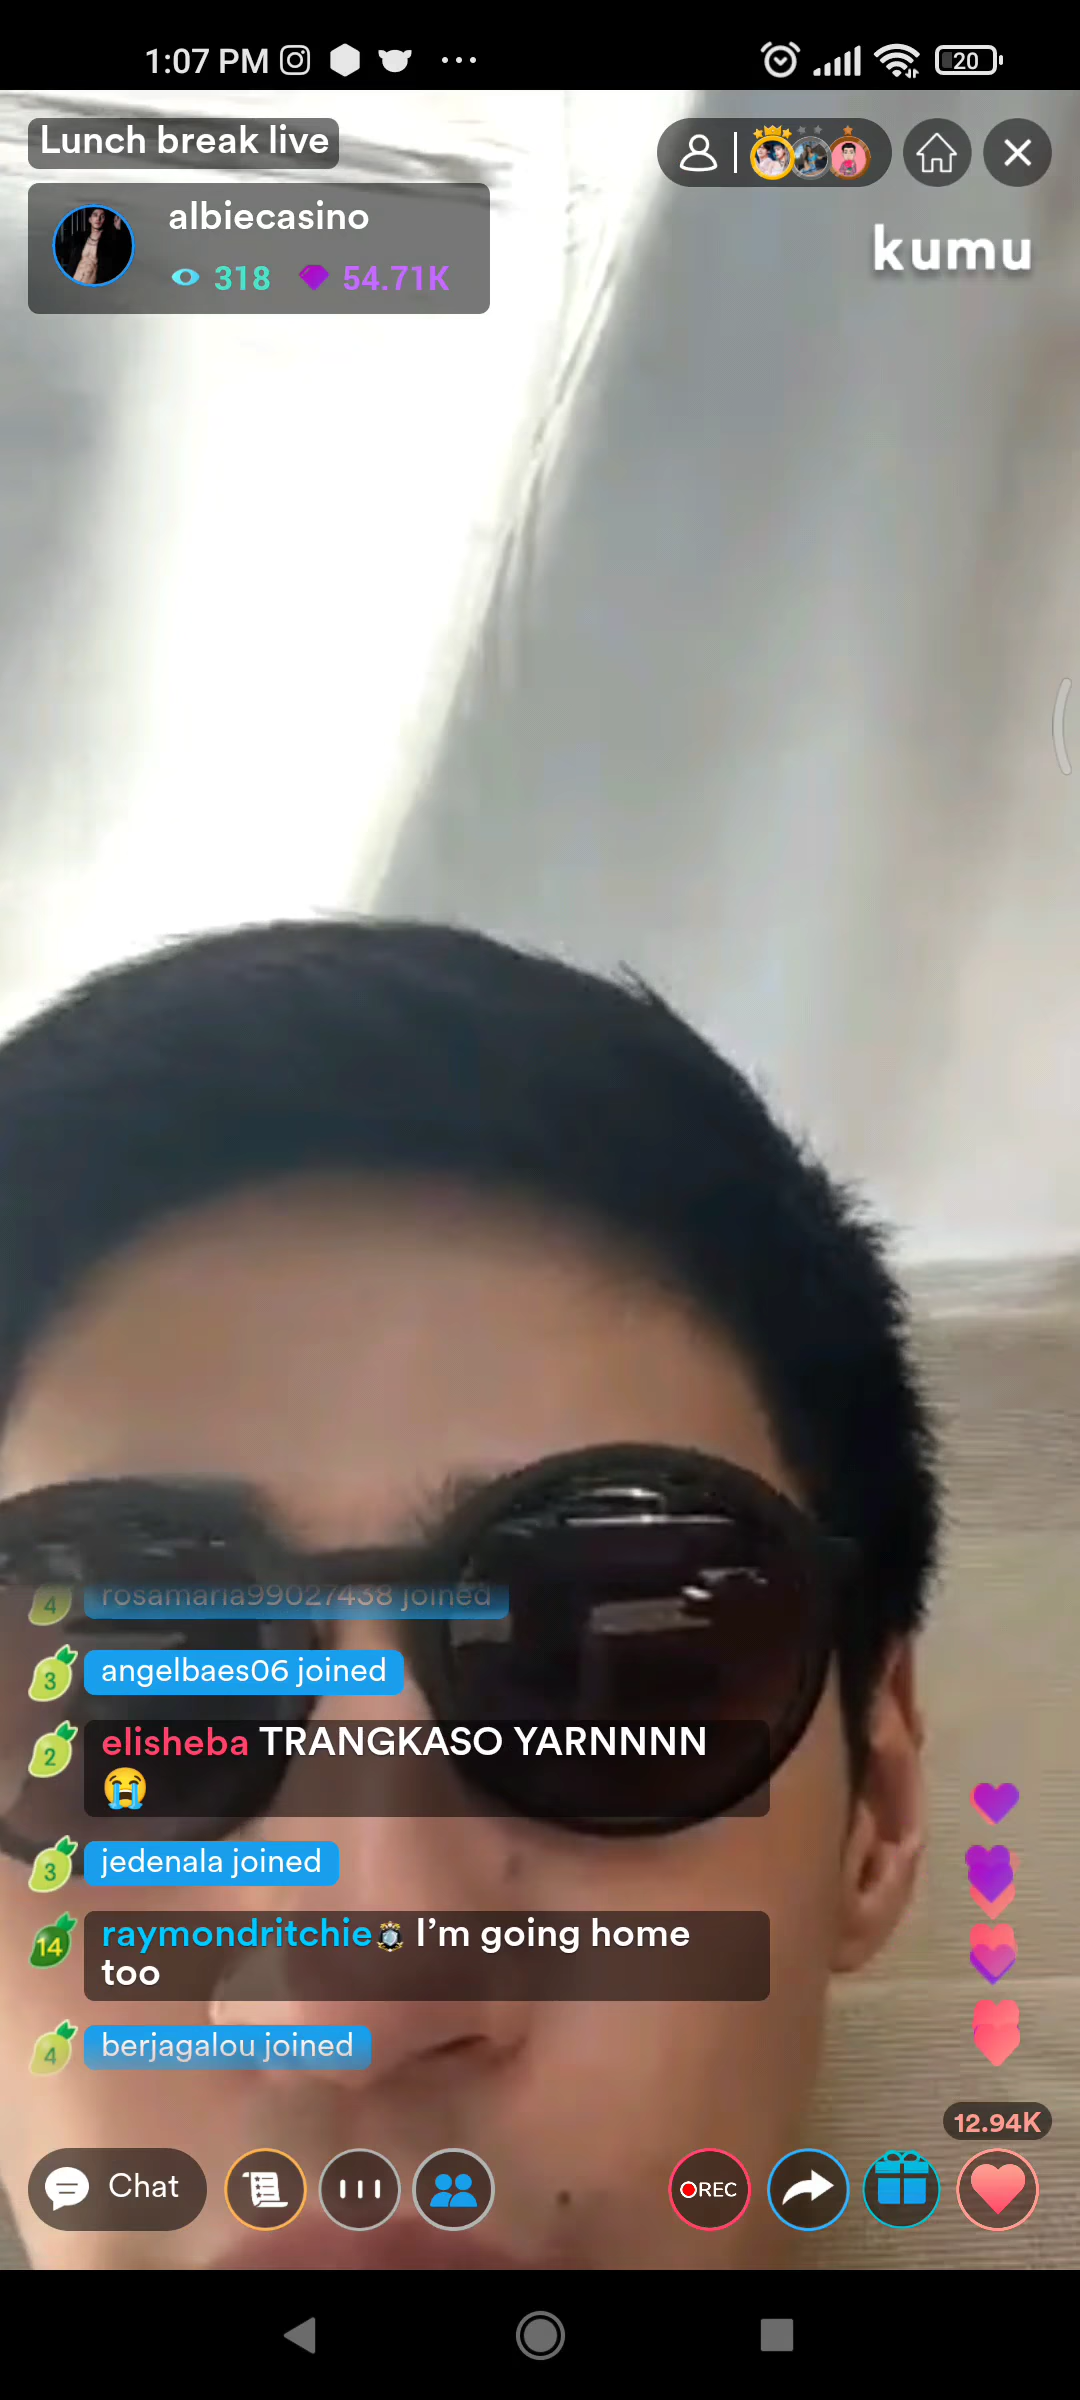 1:07 PM
20
Lunch break live
albiecasino
318 54.71K
kumu
4 rosamaria99027438 joined
3 angelbaes06 joined
2 elisheba TRANGKASO YARNNNN
😭
3 jedenala joined
14 raymondritchie I'm going home
too
4 berjagalou joined
12.94K
Chat
REC